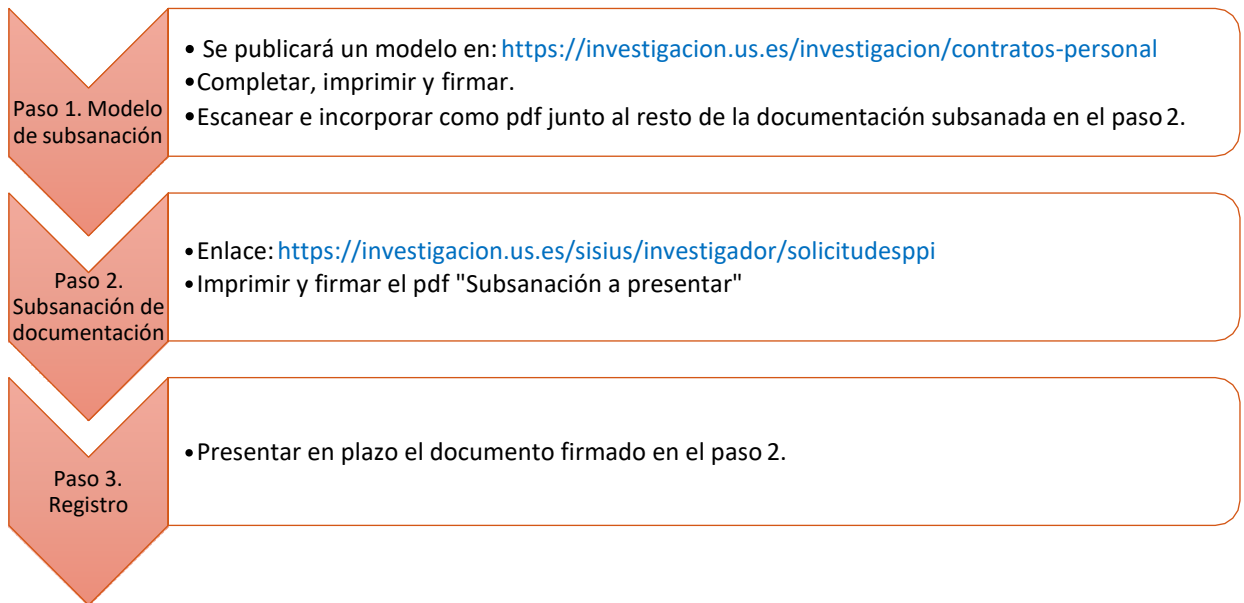 Paso 1. Modelo
de subsanación
• Se publicará un modelo en: https://investigacion.us.es/investigacion/contratos-personal
•Completar, imprimir y firmar.
•Escanear e incorporar como pdf junto al resto de la documentación subsanada en el paso 2.
Paso 2.
Subsanación de
documentación
•Enlace: https://investigacion.us.es/sisius/investigador/solicitudesppi
•Imprimir y firmar el pdf "Subsanación a presentar"
Paso 3.
Registro
•Presentar en plazo el documento firmado en el paso 2.